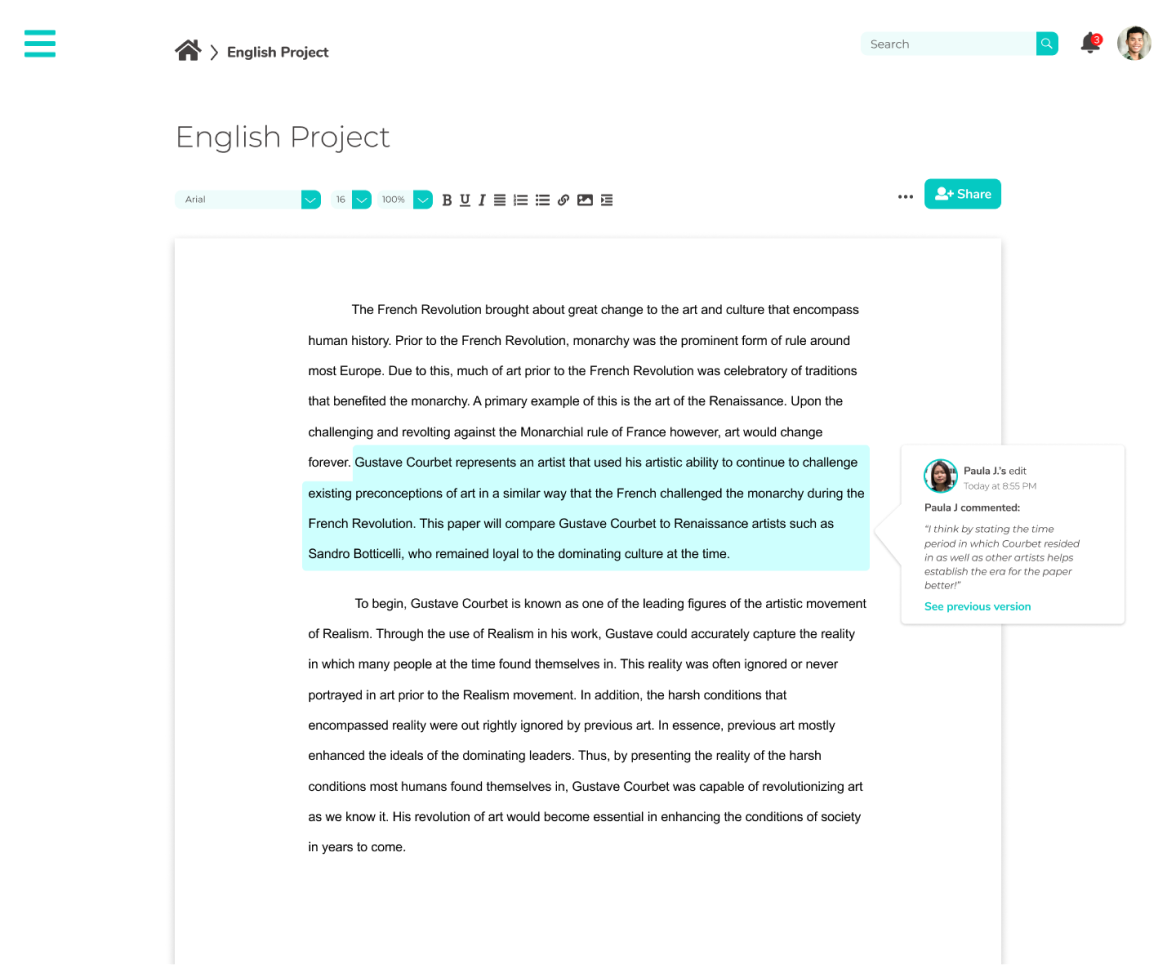 English Project
Search
3
English Project
Arial
16
100%
B U I
Share
The French Revolution brought about great change to the art and culture that encompass
human history. Prior to the French Revolution, monarchy was the prominent form of rule around
most Europe. Due to this, much of art prior to the French Revolution was celebratory of traditions
that benefited the monarchy. A primary example of this is the art of the Renaissance. Upon the
challenging and revolting against the Monarchial rule of France however, art would change
forever. Gustave Courbet represents an artist that used his artistic ability to continue to challenge
existing preconceptions of art in a similar way that the French challenged the monarchy during the
French Revolution. This paper will compare Gustave Courbet to Renaissance artists such as
Sandro Botticelli, who remained loyal to the dominating culture at the time.
Paula J.'s edit
Today at 8:55 PM
Paula J commented:
"I think by stating the time
period in which Courbet resided
in as well as other artists helps
establish the era for the paper
better!"
See previous version
To begin, Gustave Courbet is known as one of the leading figures of the artistic movement
of Realism. Through the use of Realism in his work, Gustave could accurately capture the reality
in which many people at the time found themselves in. This reality was often ignored or never
portrayed in art prior to the Realism movement. In addition, the harsh conditions that
encompassed reality were out rightly ignored by previous art. In essence, previous art mostly
enhanced the ideals of the dominating leaders. Thus, by presenting the reality of the harsh
conditions most humans found themselves in, Gustave Courbet was capable of revolutionizing art
as we know it. His revolution of art would become essential in enhancing the conditions of society
in years to come.